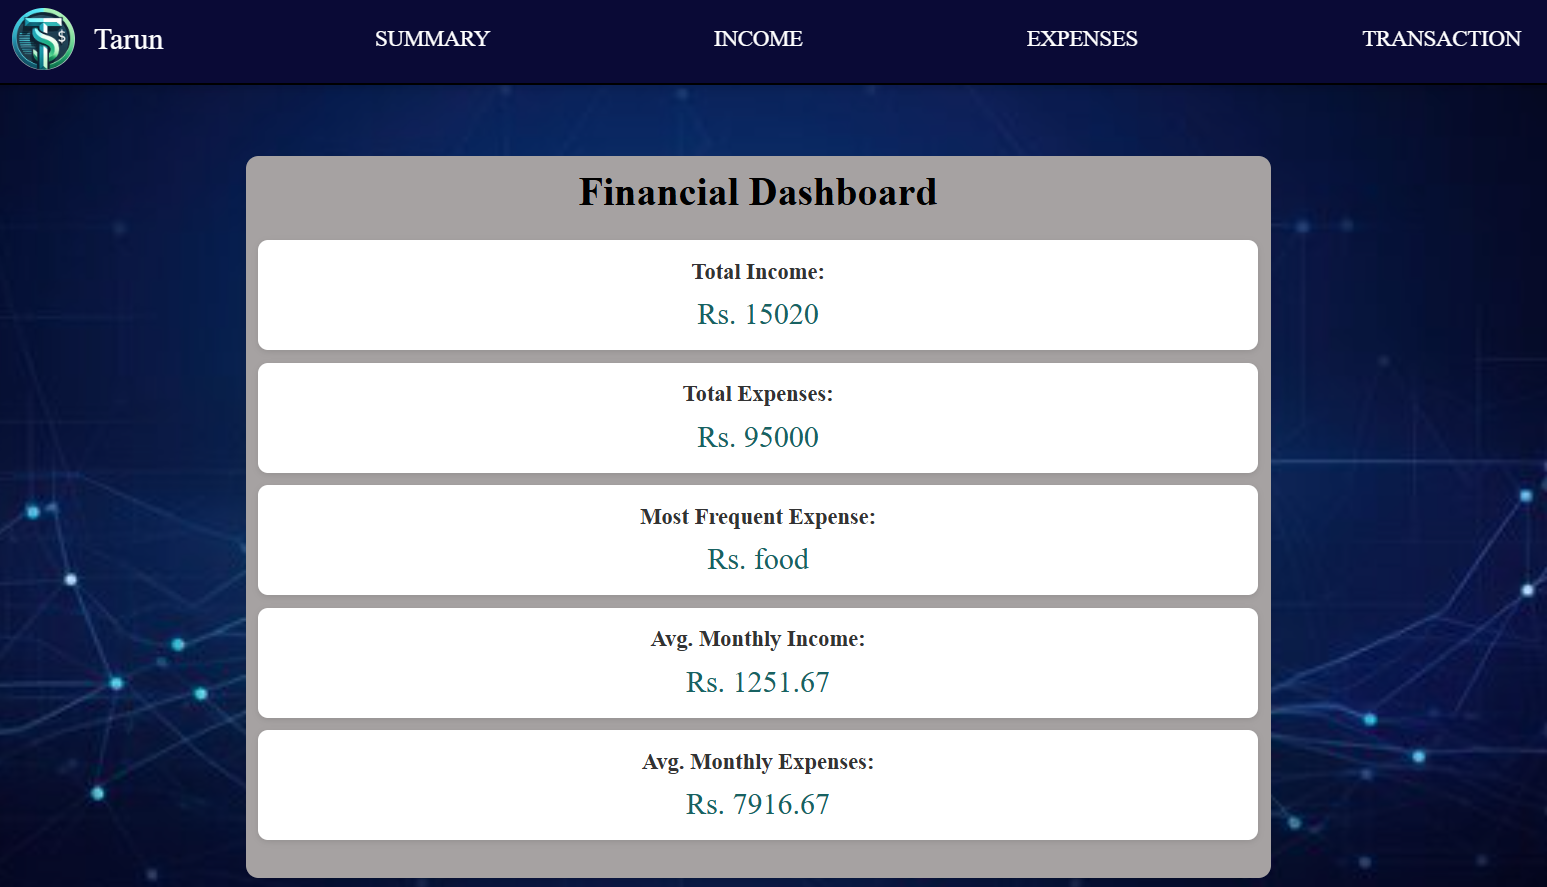 Tarun
SUMMARY
INCOME
EXPENSES
TRANSACTION
Financial Dashboard
Total Income:
Rs. 15020
Total Expenses:
Rs. 95000
Most Frequent Expense:
Rs. food
Avg. Monthly Income:
Rs. 1251.67
Avg. Monthly Expenses:
Rs. 7916.67